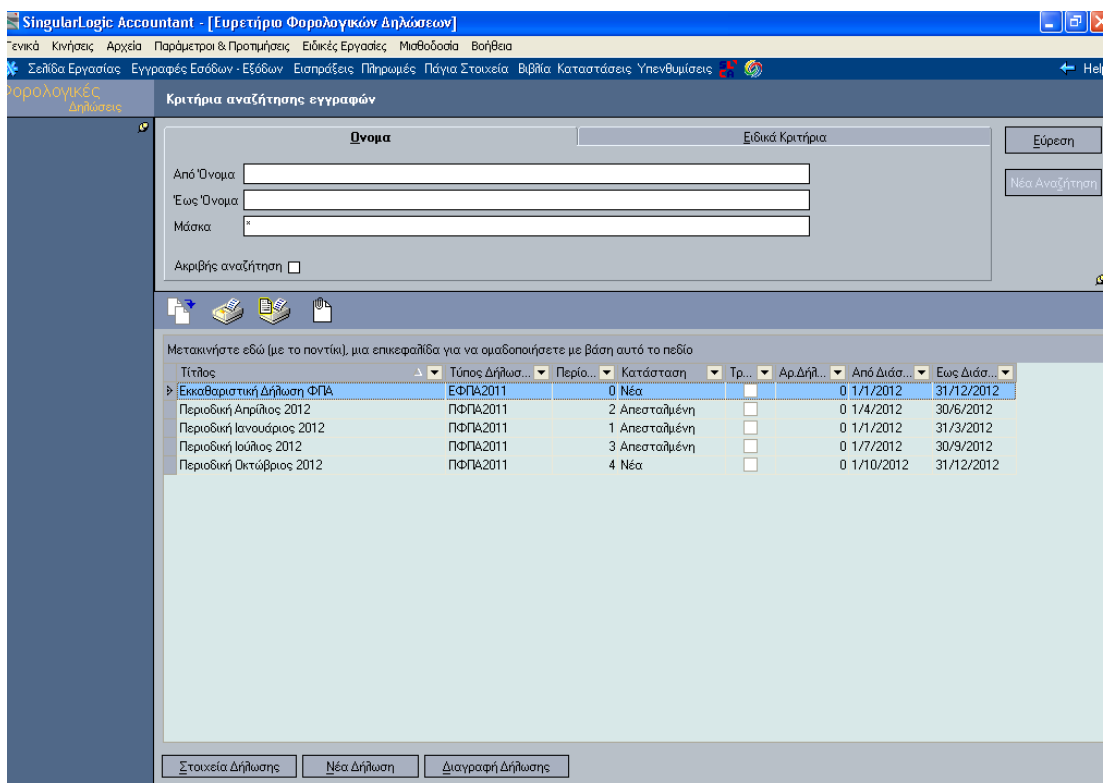 SingularLogic Accountant - [Ευρετήριο Φορολογικών Δηλώσεων]
Γενικά Κινήσεις Αρχεία Παράμετροι & Προτιμήσεις Ειδικές Εργασίες Μισθοδοσία Βοήθεια
Σελίδα Εργασίας Εγγραφές Εσόδων - Εξόδων Εισπράξεις Πληρωμές Πάγια Στοιχεία Βιβλία Καταστάσεις Υπενθυμίσεις Help
Φορολογικές
Δηλώσεις
Κριτήρια αναζήτησης εγγραφών
Όνομα Ειδικά Κριτήρια Εύρεση
Από Όνομα
Νέα Αναζήτηση
Έως Όνομα
Μάσκα *
Ακριβής αναζήτηση
Μετακινήστε εδώ (με το ποντίκι), μια επικεφαλίδα για να ομαδοποιήσετε με βάση αυτό το πεδίο
Τίτλος Τύπος Δήλωσ... Περίο... Κατάσταση Τρ... Αρ.Δήλ... Από Διάσ... Εως Διάσ...
Εκκαθαριστική Δήλωση ΦΠΑ ΕΦΠΑ2011 0 Νέα 0 1/1/2012 31/12/2012
Περιοδική Απρίλιος 2012 ΠΦΠΑ2011 2 Απεσταλμένη 0 1/4/2012 30/6/2012
Περιοδική Ιανουάριος 2012 ΠΦΠΑ2011 1 Απεσταλμένη 0 1/1/2012 31/3/2012
Περιοδική Ιούλιος 2012 ΠΦΠΑ2011 3 Απεσταλμένη 0 1/7/2012 30/9/2012
Περιοδική Οκτώβριος 2012 ΠΦΠΑ2011 4 Νέα 0 1/10/2012 31/12/2012
Στοιχεία Δήλωσης Νέα Δήλωση Διαγραφή Δήλωσης